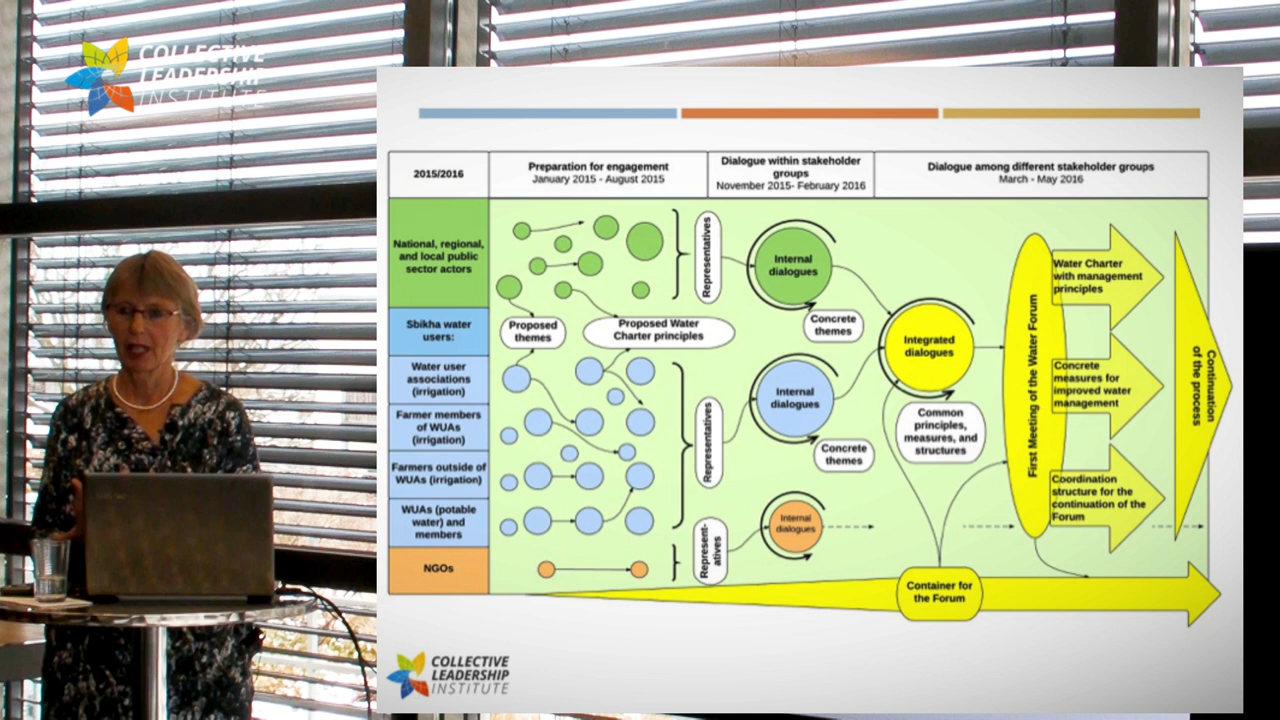 COLLECTIVE
LEADERSHIP
INSTITUTE
2015/2016
Preparation for engagement
January 2015 - August 2015
Dialogue within stakeholder
groups
November 2015- February 2016
Dialogue among different stakeholder groups
March - May 2016
National, regional,
and local public
sector actors
Sbikha water
users:
Water user
associations
(irrigation)
Farmer members
of WUAs
(irrigation)
Farmers outside of
WUAs (irrigation)
WUAs (potable
water) and
members
NGOs
Proposed
themes
Proposed Water
Charter principles
Representatives
Representatives
Represent-
atives
Internal
dialogues
Concrete
themes
Internal
dialogues
Concrete
themes
Internal
dialogues
Integrated
dialogues
Common
principles,
measures, and
structures
Container for
the Forum
First Meeting of the Water Forum
Water Charter
with management
principles
Concrete
measures for
improved water
management
Coordination
structure for the
continuation of the
Forum
Continuation
of the process
COLLECTIVE
LEADERSHIP
INSTITUTE